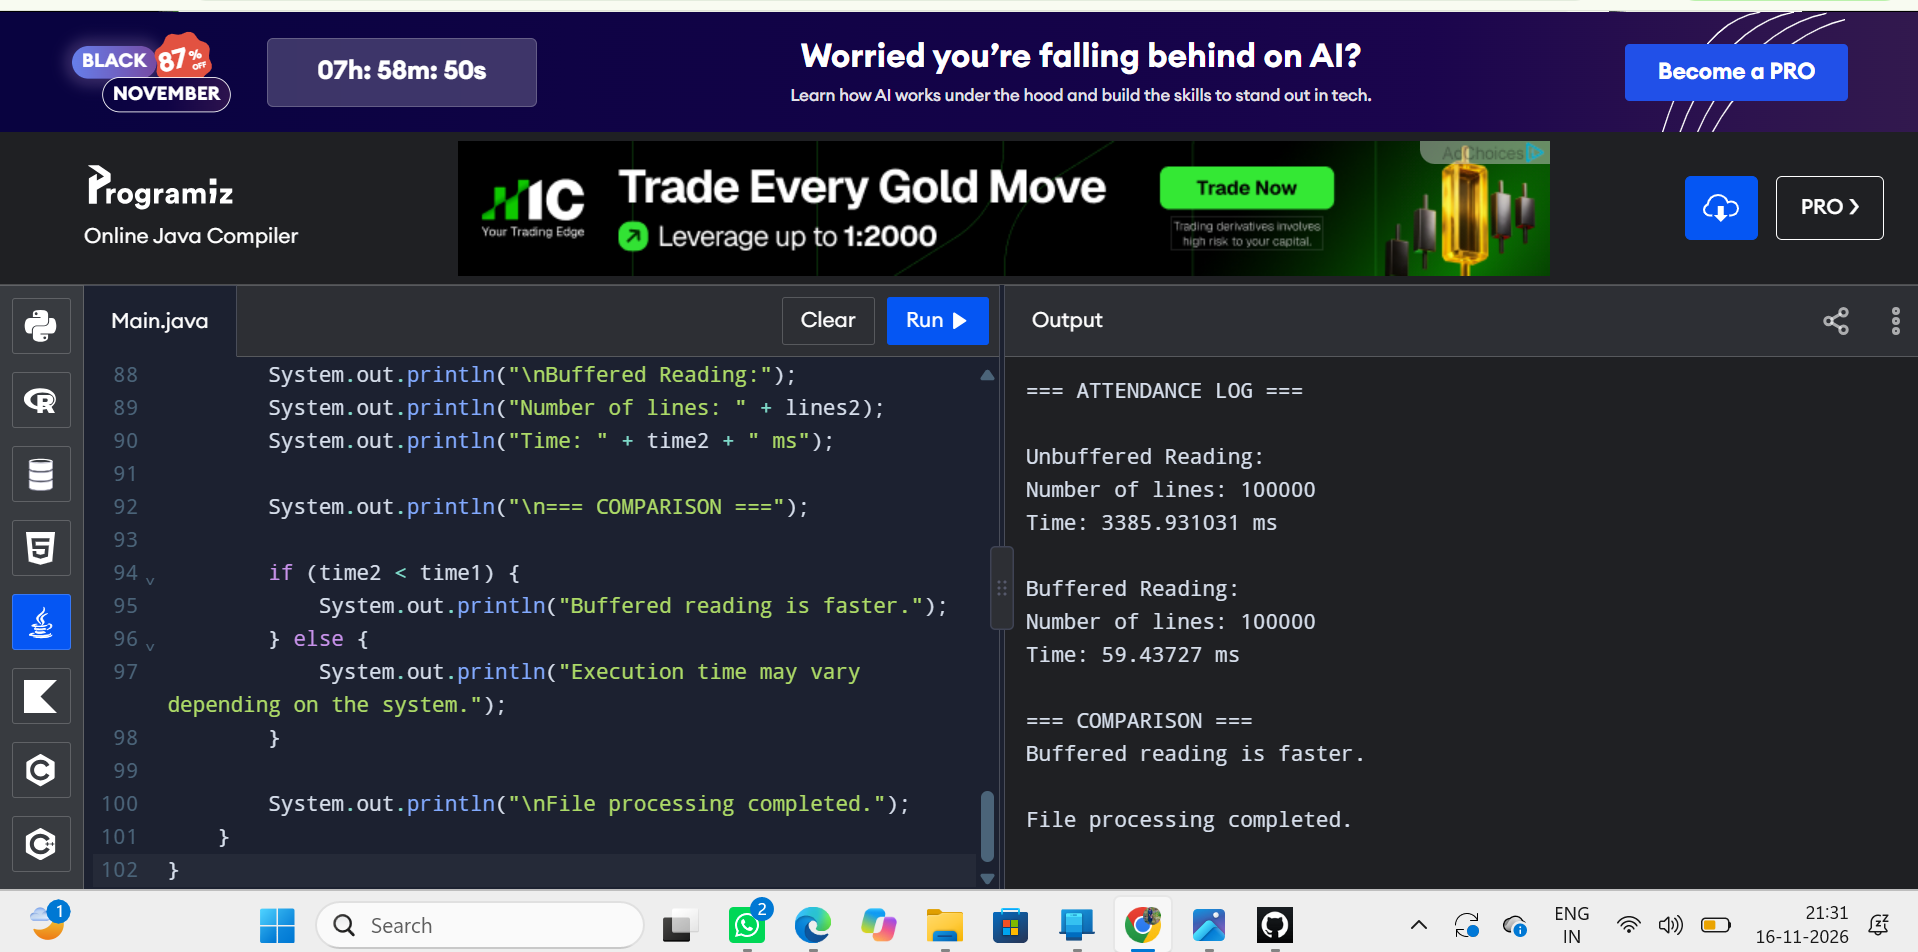 BLACK
87% OFF
NOVEMBER
07h: 58m: 50s
Worried you're falling behind on AI?
Learn how AI works under the hood and build the skills to stand out in tech.
Become a PRO
Programiz
Online Java Compiler
HIC
Your Trading Edge
Trade Every Gold Move
Leverage up to 1:2000
Trade Now
Trading derivatives involves
high risk to your capital.
AdChoices
PRO
Main.java
Clear
Run
88 System.out.println("\nBuffered Reading:");
89 System.out.println("Number of lines: " + lines2);
90 System.out.println("Time: " + time2 + " ms");
91
92 System.out.println("\n=== COMPARISON ===");
93
94 if (time2 < time1) {
95 System.out.println("Buffered reading is faster.");
96 } else {
97 System.out.println("Execution time may vary
depending on the system.");
98 }
99
100 System.out.println("\nFile processing completed.");
101 }
102 }
Output
=== ATTENDANCE LOG ===
Unbuffered Reading:
Number of lines: 100000
Time: 3385.931031 ms
Buffered Reading:
Number of lines: 100000
Time: 59.43727 ms
=== COMPARISON ===
Buffered reading is faster.
File processing completed.
1
Search
2
ENG
IN
21:31
16-11-2026